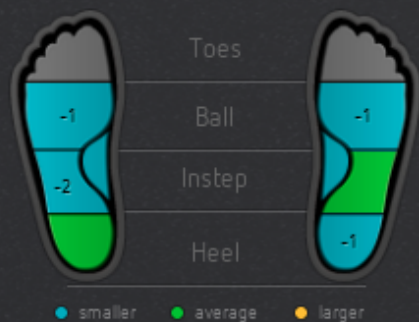 Toes
-1 Ball -1
-2 Instep
Heel -1
smaller average larger